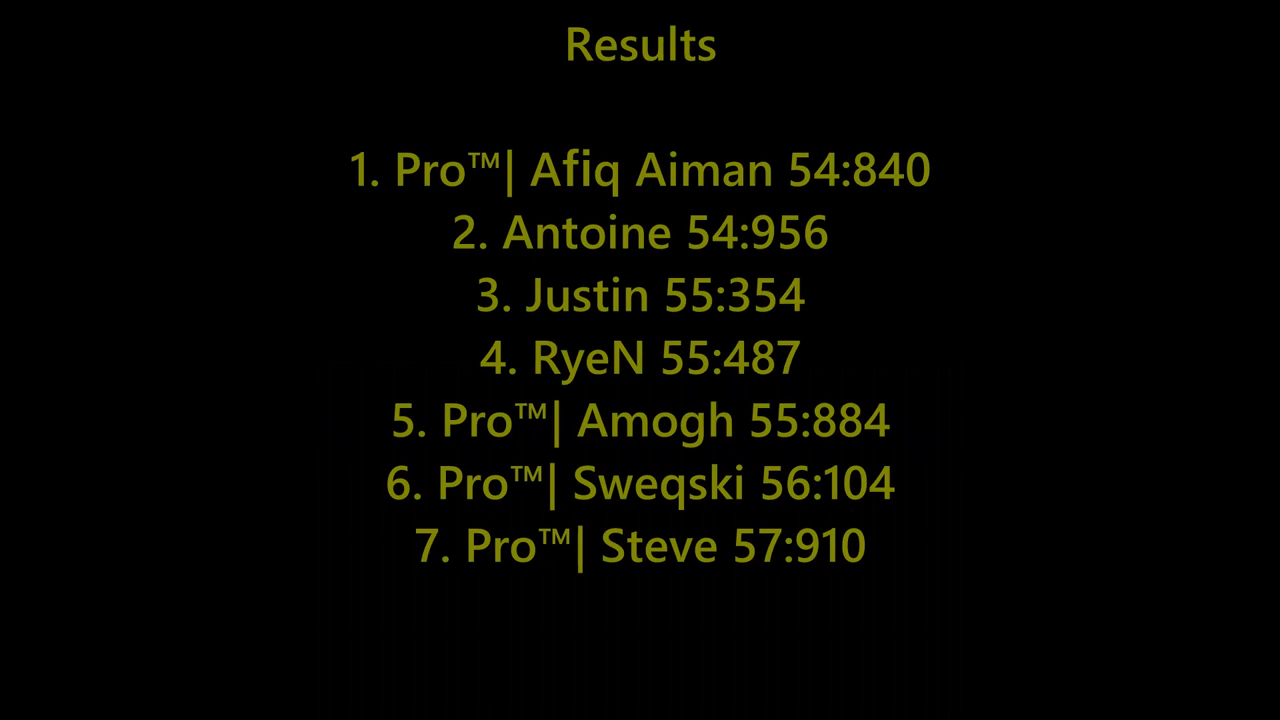 Results
1. Pro™| Afiq Aiman 54:840
2. Antoine 54:956
3. Justin 55:354
4. RyeN 55:487
5. Pro™| Amogh 55:884
6. Pro™| Sweqski 56:104
7. Pro™| Steve 57:910